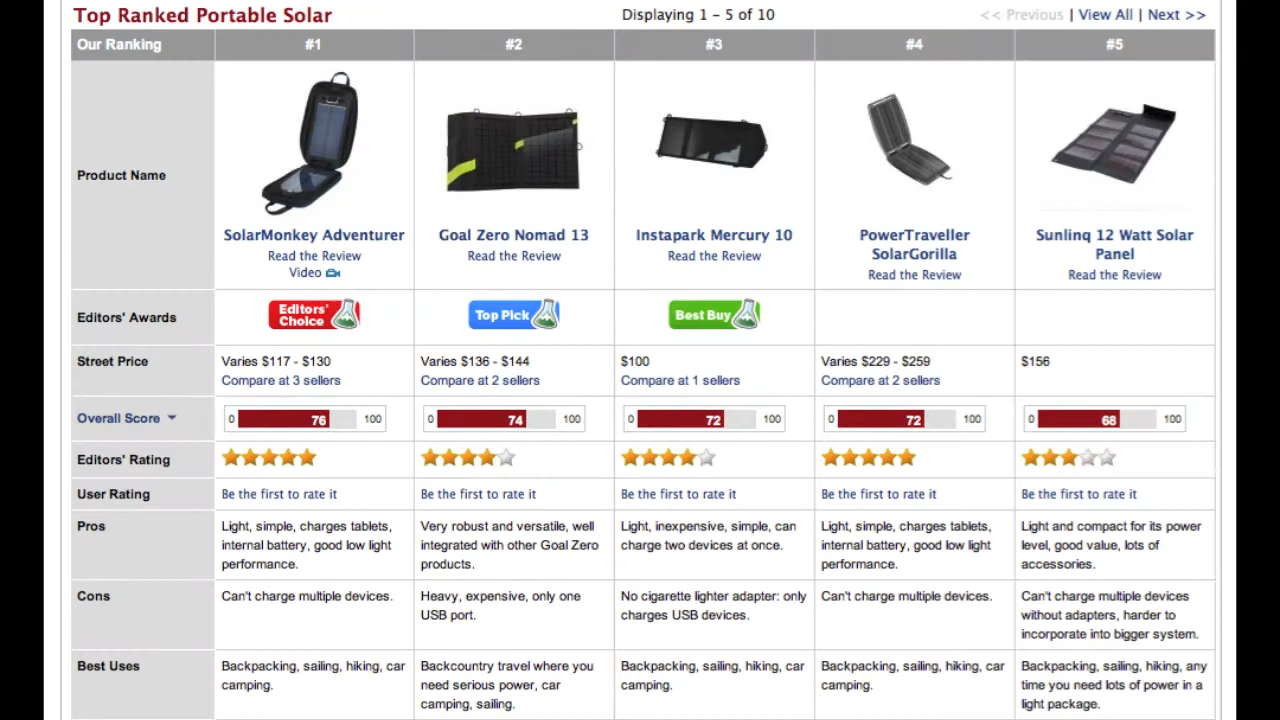 Top Ranked Portable Solar
Displaying 1 - 5 of 10
<< Previous | View All | Next >>
Our Ranking
#1
#2
#3
#4
#5
Product Name
SolarMonkey Adventurer
Read the Review
Video
Goal Zero Nomad 13
Read the Review
Instapark Mercury 10
Read the Review
PowerTraveller
SolarGorilla
Read the Review
Sunlinq 12 Watt Solar
Panel
Read the Review
Editors' Awards
Editors'
Choice
Top Pick
Best Buy
Street Price
Varies $117 - $130
Compare at 3 sellers
Varies $136 - $144
Compare at 2 sellers
$100
Compare at 1 sellers
Varies $229 - $259
Compare at 2 sellers
$156
Overall Score
0 76 100
0 74 100
0 72 100
0 72 100
0 68 100
Editors' Rating
User Rating
Be the first to rate it
Be the first to rate it
Be the first to rate it
Be the first to rate it
Be the first to rate it
Pros
Light, simple, charges tablets,
internal battery, good low light
performance.
Very robust and versatile, well
integrated with other Goal Zero
products.
Light, inexpensive, simple, can
charge two devices at once.
Light, simple, charges tablets,
internal battery, good low light
performance.
Light and compact for its power
level, good value, lots of
accessories.
Cons
Can't charge multiple devices.
Heavy, expensive, only one
USB port.
No cigarette lighter adapter: only
charges USB devices.
Can't charge multiple devices.
Can't charge multiple devices
without adapters, harder to
incorporate into bigger system.
Best Uses
Backpacking, sailing, hiking, car
camping.
Backcountry travel where you
need serious power, car
camping, sailing.
Backpacking, sailing, hiking, car
camping.
Backpacking, sailing, hiking, car
camping.
Backpacking, sailing, hiking, any
time you need lots of power in a
light package.